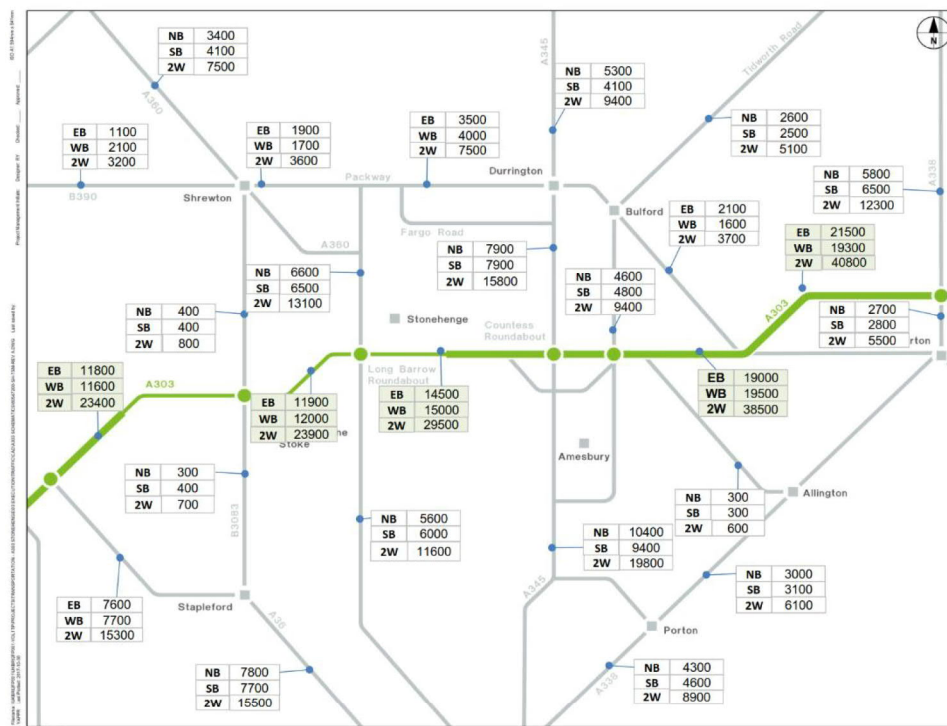 NB 3400
SB 4100
2W 7500
A360
A345
Tidworth Road
N
NB 5300
SB 4100
2W 9400
NB 2600
SB 2500
2W 5100
A338
EB 1100
WB 2100
2W 3200
EB 1900
WB 1700
2W 3600
EB 3500
WB 4000
2W 7500
NB 5800
SB 6500
2W 12300
Packway
Durrington
B390
Shrewton
Bulford
EB 2100
WB 1600
2W 3700
EB 21500
WB 19300
2W 40800
Fargo Road
A360
NB 6600
SB 6500
2W 13100
NB 7900
SB 7900
2W 15800
NB 4600
SB 4800
2W 9400
A303
NB 400
SB 400
2W 800
Stonehenge
Countess
Roundabout
NB 2700
SB 2800
2W 5500
rton
EB 11800
WB 11600
2W 23400
A303
Long Barrow
Roundabout
EB 11900
WB 12000
2W 23900
ne
Stoke
EB 14500
WB 15000
2W 29500
EB 19000
WB 19500
2W 38500
Amesbury
NB 300
SB 400
2W 700
NB 300
SB 300
2W 600
Allington
B3083
NB 5600
SB 6000
2W 11600
NB 10400
SB 9400
2W 19800
NB 3000
SB 3100
2W 6100
A345
EB 7600
WB 7700
2W 15300
Stapleford
A36
Porton
NB 7800
SB 7700
2W 15500
A338
NB 4300
SB 4600
2W 8900